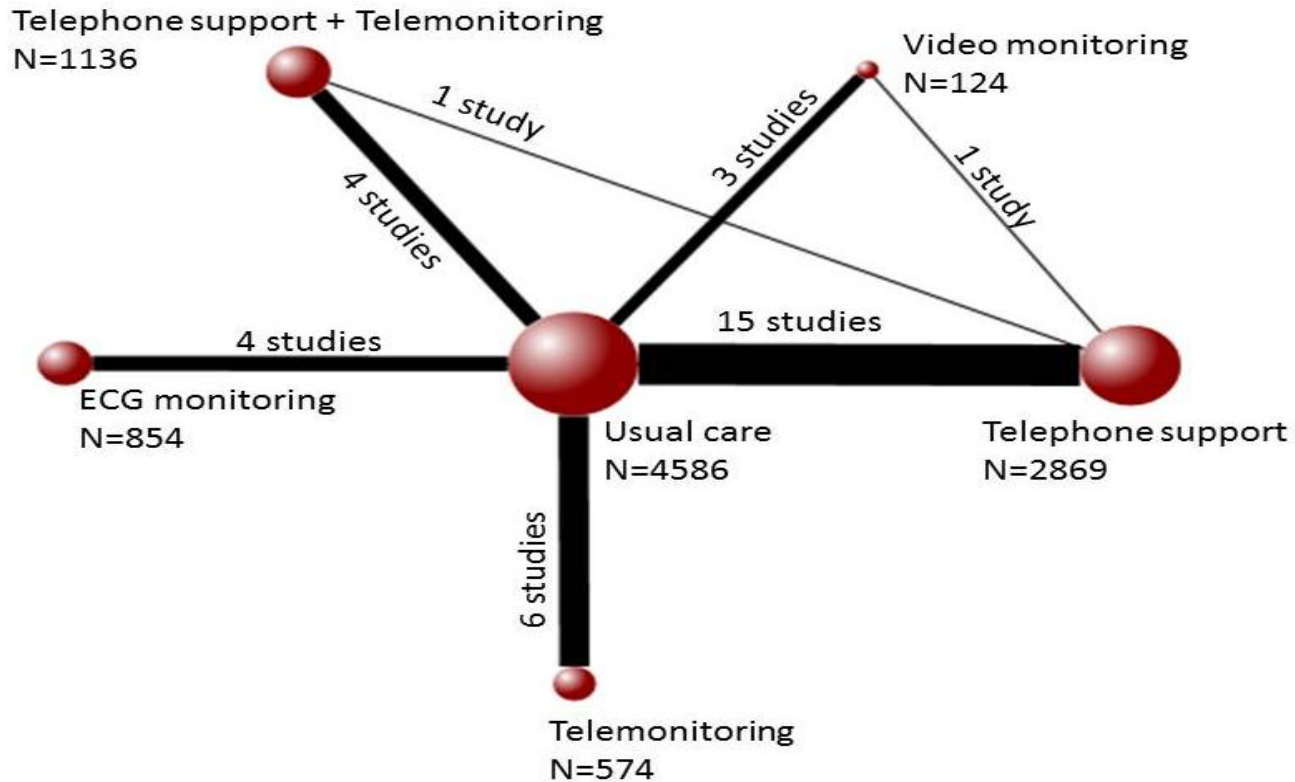 Telephone support + Telemonitoring
N=1136
Video monitoring
N=124
1 study
3 studies
1 study
4 studies
15 studies
4 studies
ECG monitoring
N=854
Usual care
N=4586
Telephone support
N=2869
6 studies
Telemonitoring
N=574